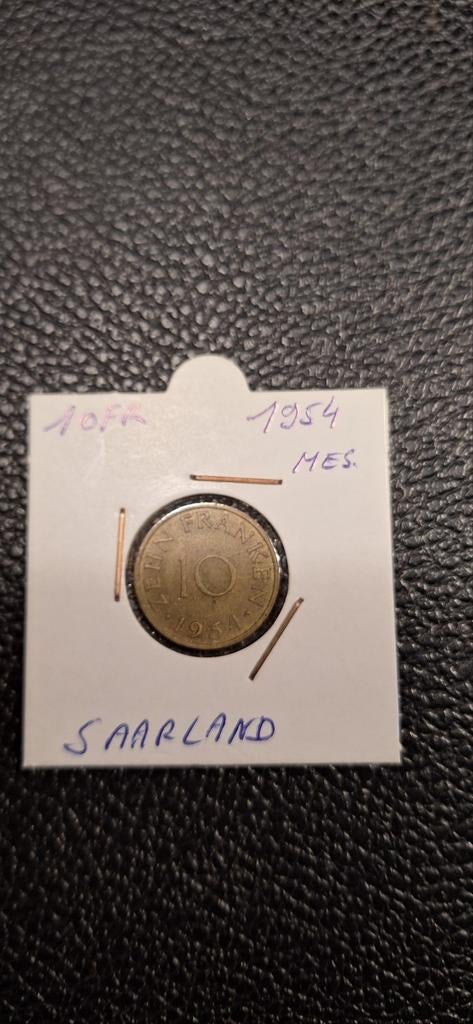 10FR 1954
MES.
ZEHN FRANKEN
10
1954
SAARLAND